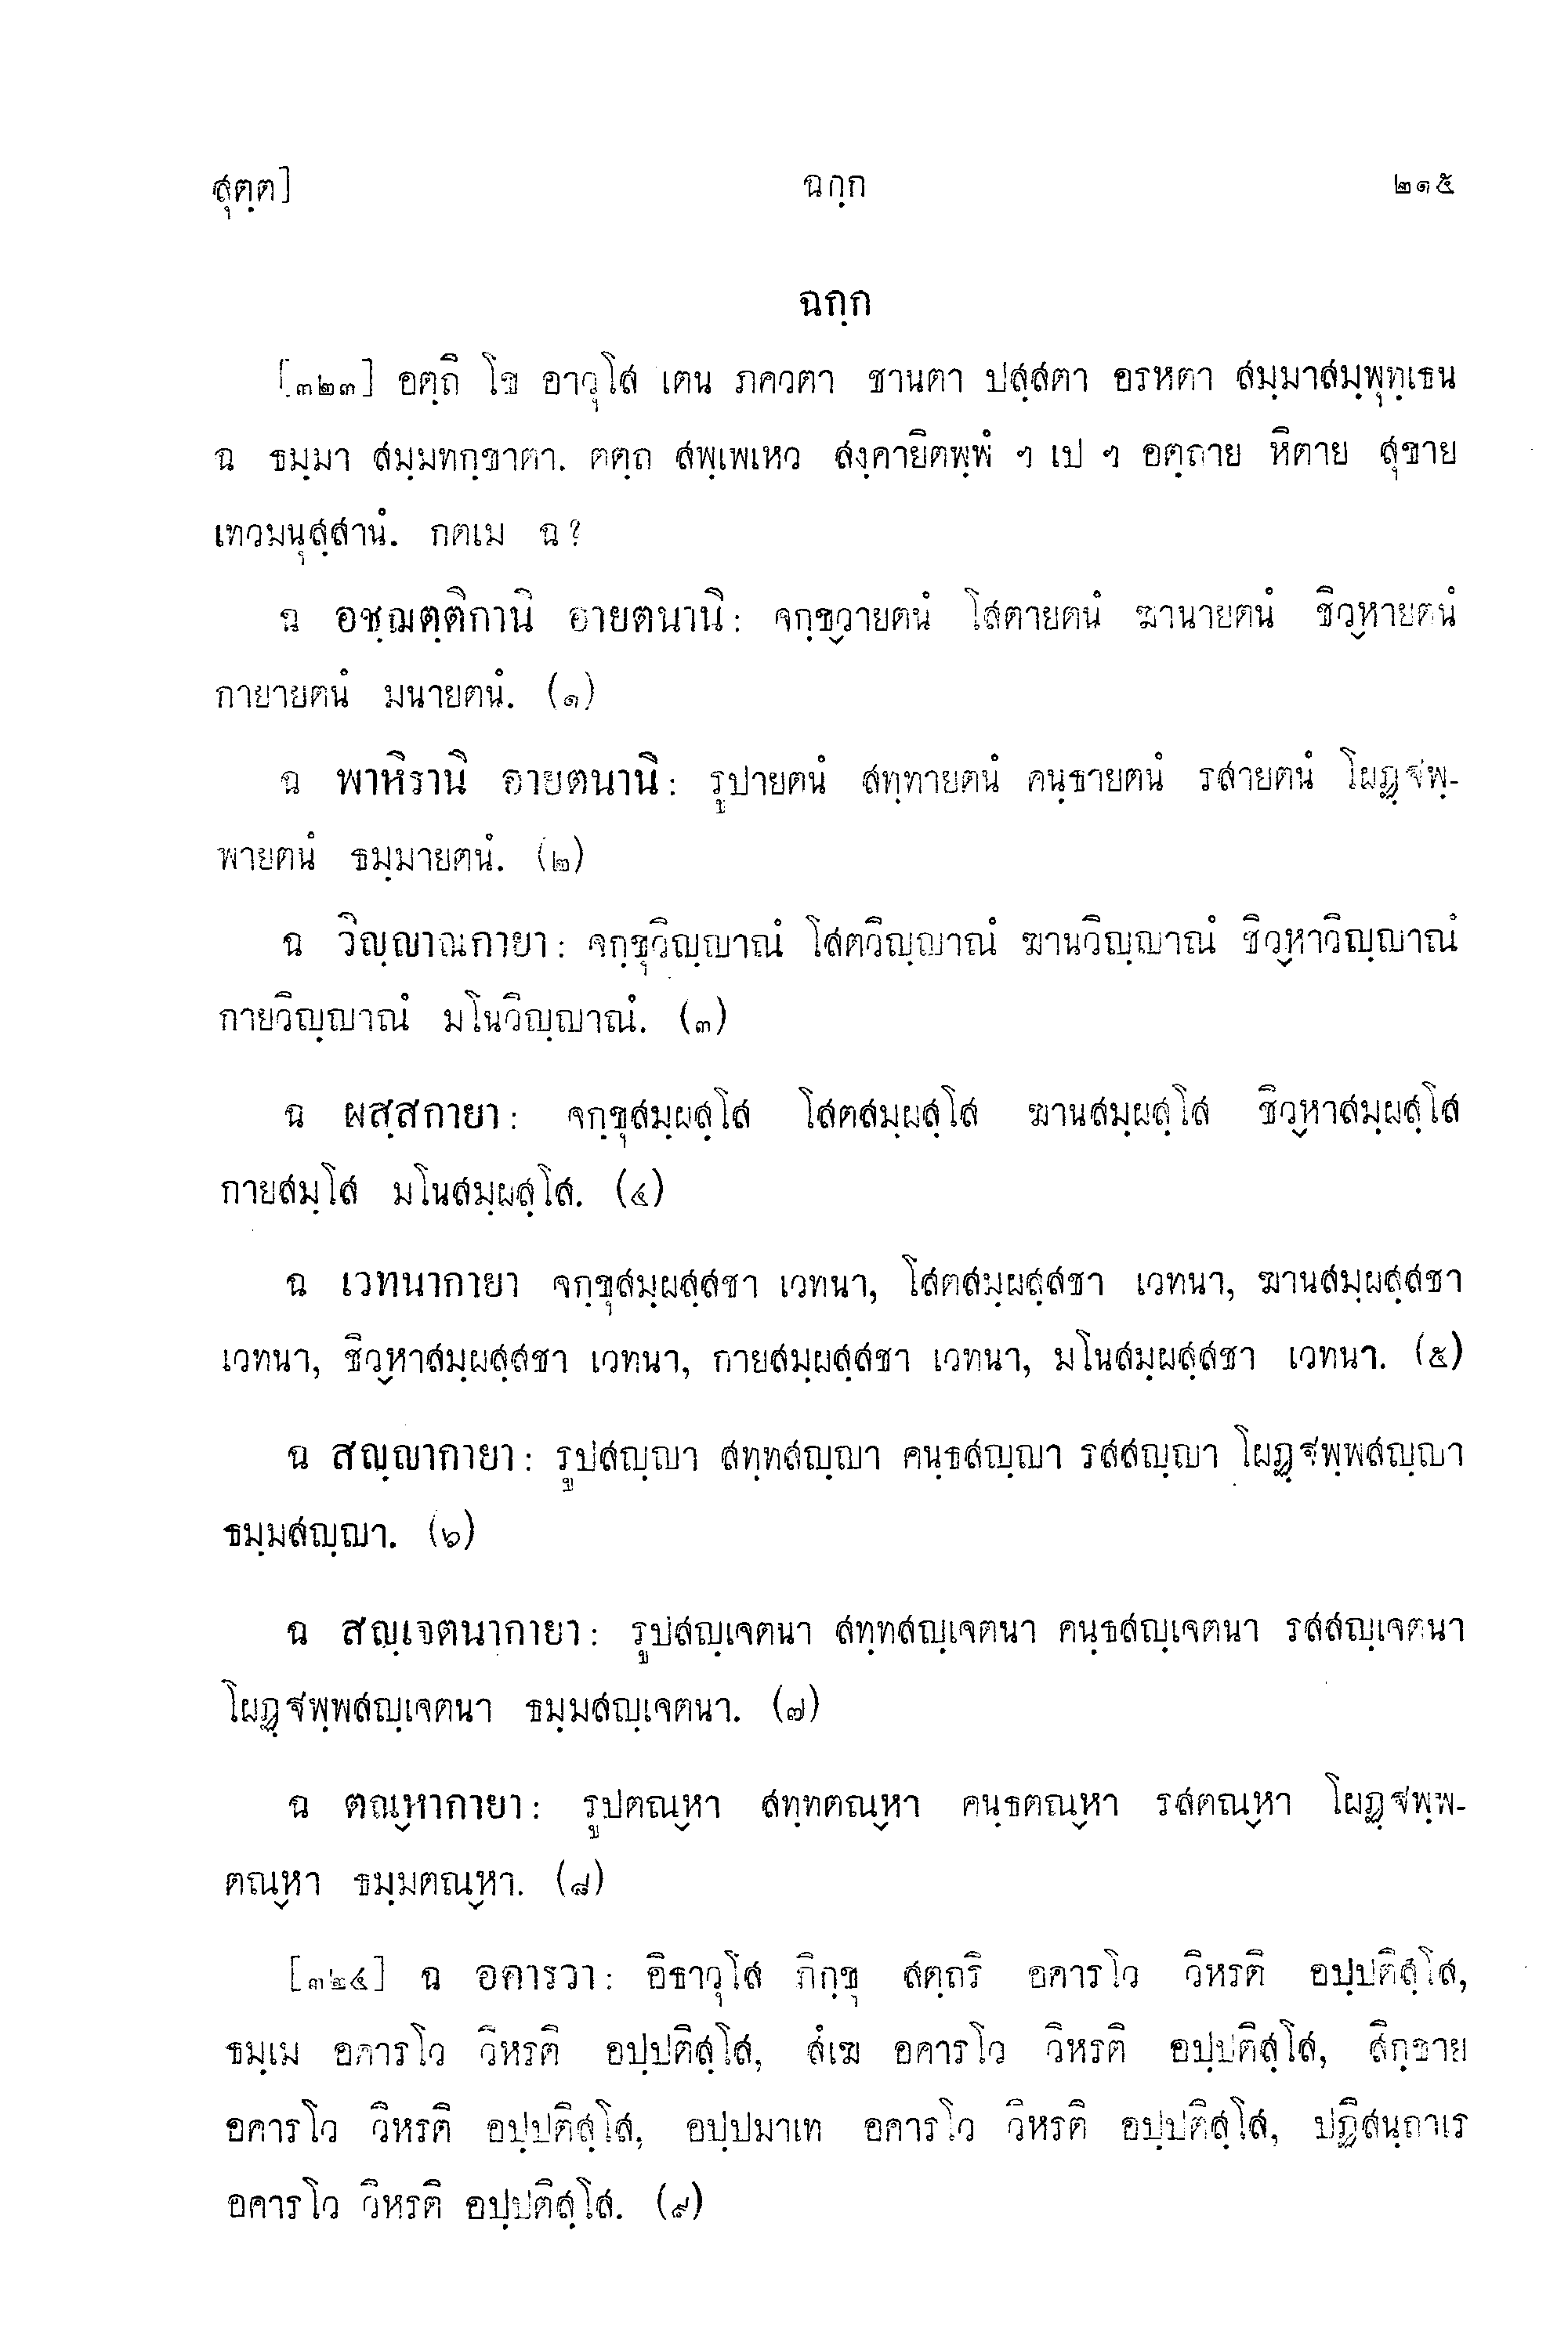 สุตฺต] ฉกฺก ๒๑๕
ฉกฺก
[๓๒๓] อตฺถิ โข อาวุโส เตน ภควตา ชานตา ปสฺสตา อรหตา สมฺมาสมฺพุทฺเธน
ฉ ธมฺมา สมฺมทกฺขาตา. ตตฺถ สพฺเพเหว สงฺคายิตพฺพํ ฯ เป ฯ อตฺถาย หิตาย สุขาย
เทวมนุสฺสานํ. กตเม ฉ?
ฉ อชฺฌตฺติกานิ อายตนานิ: จกฺขฺวายตนํ โสตายตนํ ฆานายตนํ ชิวฺหายตนํ
กายายตนํ มนายตนํ. (๑)
ฉ พาหิรานิ อายตนานิ: รูปายตนํ สทฺทายตนํ คนฺธายตนํ รสายตนํ โผฏฺฐพฺ-
พายตนํ ธมฺมายตนํ. (๒)
ฉ วิญฺญาณกายา: จกฺขุวิญฺญาณํ โสตวิญฺญาณํ ฆานวิญฺญาณํ ชิวฺหาวิญฺญาณํ
กายวิญฺญาณํ มโนวิญฺญาณํ. (๓)
ฉ ผสฺสกายา: จกฺขุสมฺผสฺโส โสตสมฺผสฺโส ฆานสมฺผสฺโส ชิวฺหาสมฺผสฺโส
กายสมฺโส มโนสมฺผสฺโส. (๔)
ฉ เวทนากายา จกฺขุสมฺผสฺสชา เวทนา, โสตสมฺผสฺสชา เวทนา, ฆานสมฺผสฺสชา
เวทนา, ชิวฺหาสมฺผสฺสชา เวทนา, กายสมฺผสฺสชา เวทนา, มโนสมฺผสฺสชา เวทนา. (๕)
ฉ สญฺญากายา: รูปสญฺญา สทฺทสญฺญา คนฺธสญฺญา รสสญฺญา โผฏฺฐพฺพสญฺญา
ธมฺมสญฺญา. (๖)
ฉ สญฺเจตนากายา: รูปสญฺเจตนา สทฺทสญฺเจตนา คนฺธสญฺเจตนา รสสญฺเจตนา
โผฏฺฐพฺพสญฺเจตนา ธมฺมสญฺเจตนา. (๗)
ฉ ตณฺหากายา: รูปตณฺหา สทฺทตณฺหา คนฺธตณฺหา รสตณฺหา โผฏฺฐพฺพ-
ตณฺหา ธมฺมตณฺหา. (๘)
[๓๒๔] ฉ อคารวา: อิธาวุโส ภิกฺขุ สตฺถริ อคารโว วิหรติ อปฺปติสฺโส,
ธมฺเม อคารโว วิหรติ อปฺปติสฺโส, สํเฆ อคารโว วิหรติ อปฺปติสฺโส, สิกฺขาย
อคารโว วิหรติ อปฺปติสฺโส, อปฺปมาเท อคารโว วิหรติ อปฺปติสฺโส, ปฏิสนฺถาเร
อคารโว วิหรติ อปฺปติสฺโส. (๙)